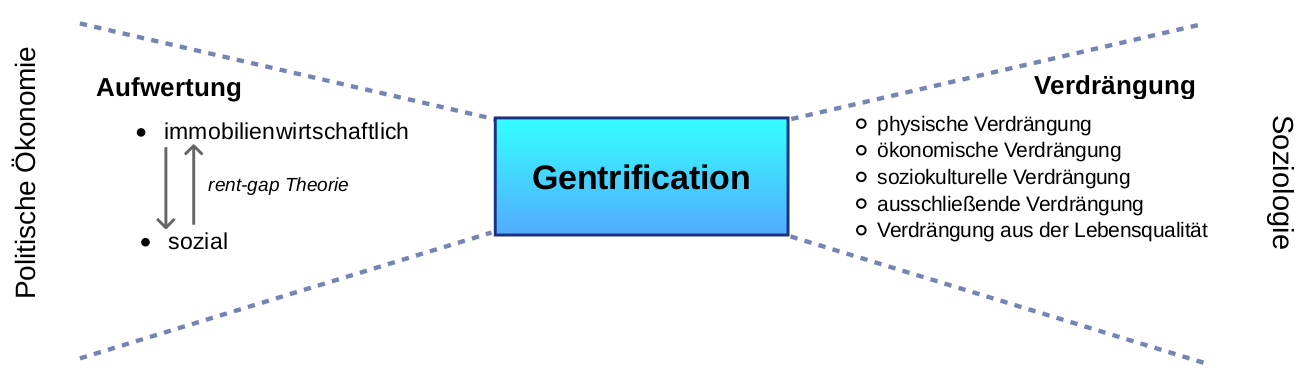 Politische Ökonomie
Aufwertung
immobilienwirtschaftlich
rent-gap Theorie
sozial
Gentrification
Verdrängung
physische Verdrängung
ökonomische Verdrängung
soziokulturelle Verdrängung
ausschließende Verdrängung
Verdrängung aus der Lebensqualität
Soziologie